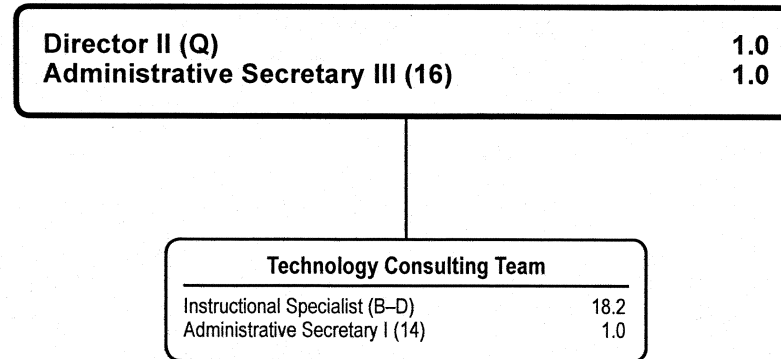 Director II (Q) 1.0
Administrative Secretary III (16) 1.0
Technology Consulting Team
Instructional Specialist (B–D) 18.2
Administrative Secretary I (14) 1.0